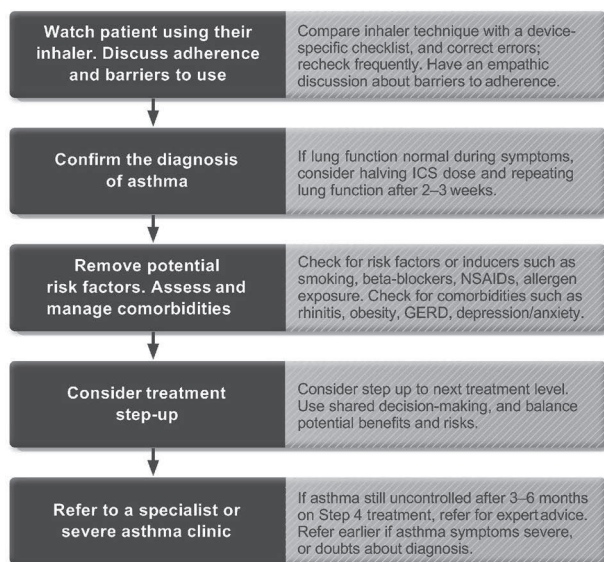 Watch patient using their
inhaler. Discuss adherence
and barriers to use
Compare inhaler technique with a device-
specific checklist, and correct errors;
recheck frequently. Have an empathic
discussion about barriers to adherence.
Confirm the diagnosis
of asthma
If lung function normal during symptoms,
consider halving ICS dose and repeating
lung function after 2–3 weeks.
Remove potential
risk factors. Assess and
manage comorbidities
Check for risk factors or inducers such as
smoking, beta-blockers, NSAIDs, allergen
exposure. Check for comorbidities such as
rhinitis, obesity, GERD, depression/anxiety.
Consider treatment
step-up
Consider step up to next treatment level.
Use shared decision-making, and balance
potential benefits and risks.
Refer to a specialist or
severe asthma clinic
If asthma still uncontrolled after 3–6 months
on Step 4 treatment, refer for expert advice.
Refer earlier if asthma symptoms severe,
or doubts about diagnosis.